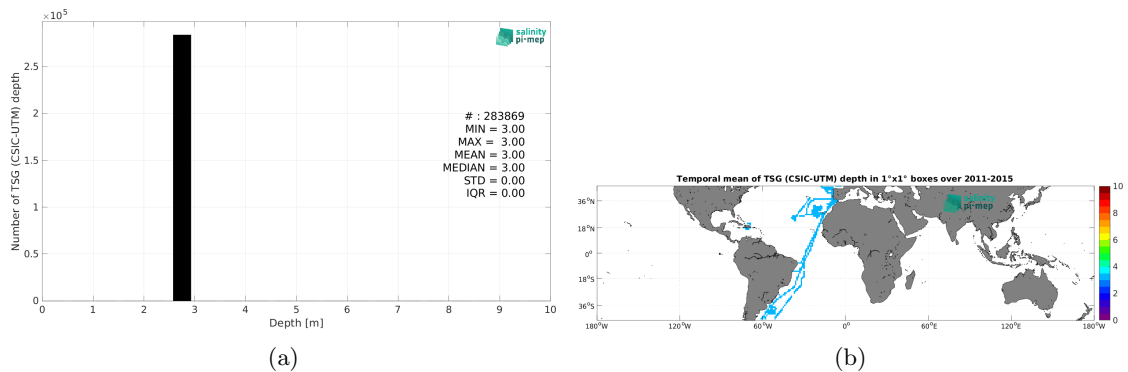 ×10⁵
2.5
2
1.5
1
0.5
0
Number of TSG (CSIC-UTM) depth
salinity
pi-mep
# : 283869
MIN = 3.00
MAX = 3.00
MEAN = 3.00
MEDIAN = 3.00
STD = 0.00
IQR = 0.00
0 1 2 3 4 5 6 7 8 9 10
Depth [m]
(a)
Temporal mean of TSG (CSIC-UTM) depth in 1°x1° boxes over 2011-2015
salinity
pi-mep
36°N
18°N
0°
18°S
36°S
180°W 120°W 60°W 0° 60°E 120°E 180°W
10
8
6
4
2
0
(b)